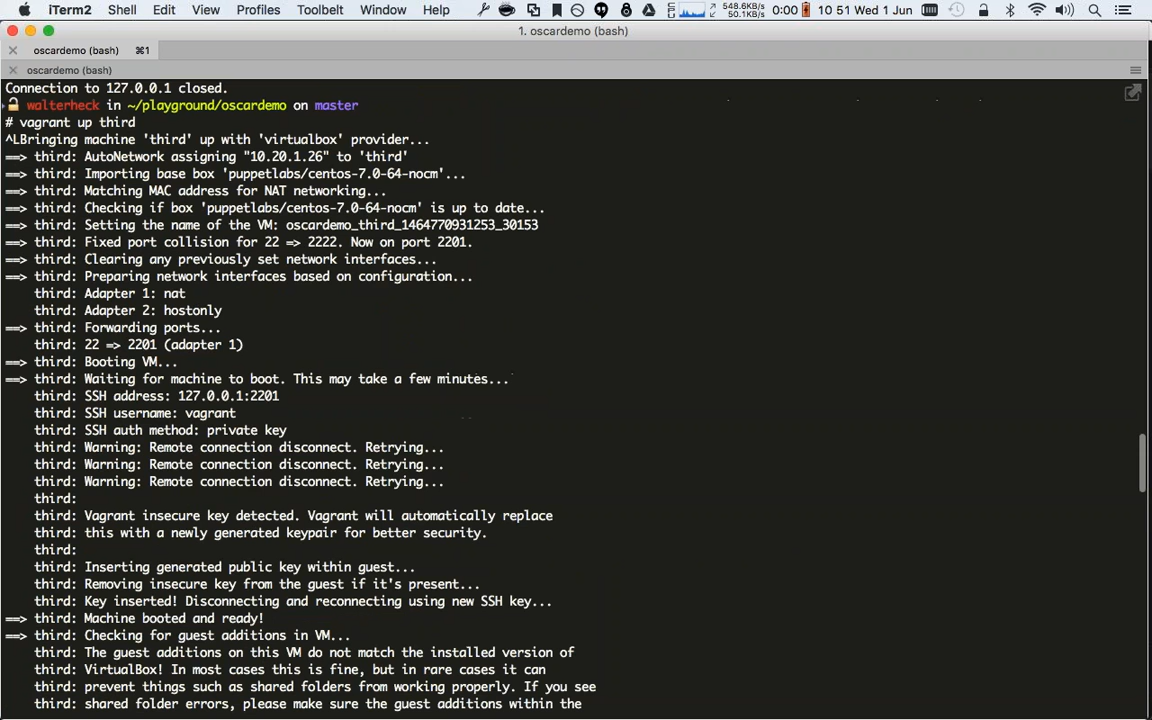 iTerm2 Shell Edit View Profiles Toolbelt Window Help 548.6KB/s 50.1KB/s 0:00 10 51 Wed 1 Jun
1. oscardemo (bash)
oscardemo (bash) ⌘1
oscardemo (bash)
Connection to 127.0.0.1 closed.
walterheck in ~/playground/oscardemo on master
# vagrant up third
^LBringing machine 'third' up with 'virtualbox' provider...
==> third: AutoNetwork assigning "10.20.1.26" to 'third'
==> third: Importing base box 'puppetlabs/centos-7.0-64-nocm'...
==> third: Matching MAC address for NAT networking...
==> third: Checking if box 'puppetlabs/centos-7.0-64-nocm' is up to date...
==> third: Setting the name of the VM: oscardemo_third_1464770931253_30153
==> third: Fixed port collision for 22 => 2222. Now on port 2201.
==> third: Clearing any previously set network interfaces...
==> third: Preparing network interfaces based on configuration...
third: Adapter 1: nat
third: Adapter 2: hostonly
==> third: Forwarding ports...
third: 22 => 2201 (adapter 1)
==> third: Booting VM...
==> third: Waiting for machine to boot. This may take a few minutes...
third: SSH address: 127.0.0.1:2201
third: SSH username: vagrant
third: SSH auth method: private key
third: Warning: Remote connection disconnect. Retrying...
third: Warning: Remote connection disconnect. Retrying...
third: Warning: Remote connection disconnect. Retrying...
third:
third: Vagrant insecure key detected. Vagrant will automatically replace
third: this with a newly generated keypair for better security.
third:
third: Inserting generated public key within guest...
third: Removing insecure key from the guest if it's present...
third: Key inserted! Disconnecting and reconnecting using new SSH key...
==> third: Machine booted and ready!
==> third: Checking for guest additions in VM...
third: The guest additions on this VM do not match the installed version of
third: VirtualBox! In most cases this is fine, but in rare cases it can
third: prevent things such as shared folders from working properly. If you see
third: shared folder errors, please make sure the guest additions within the